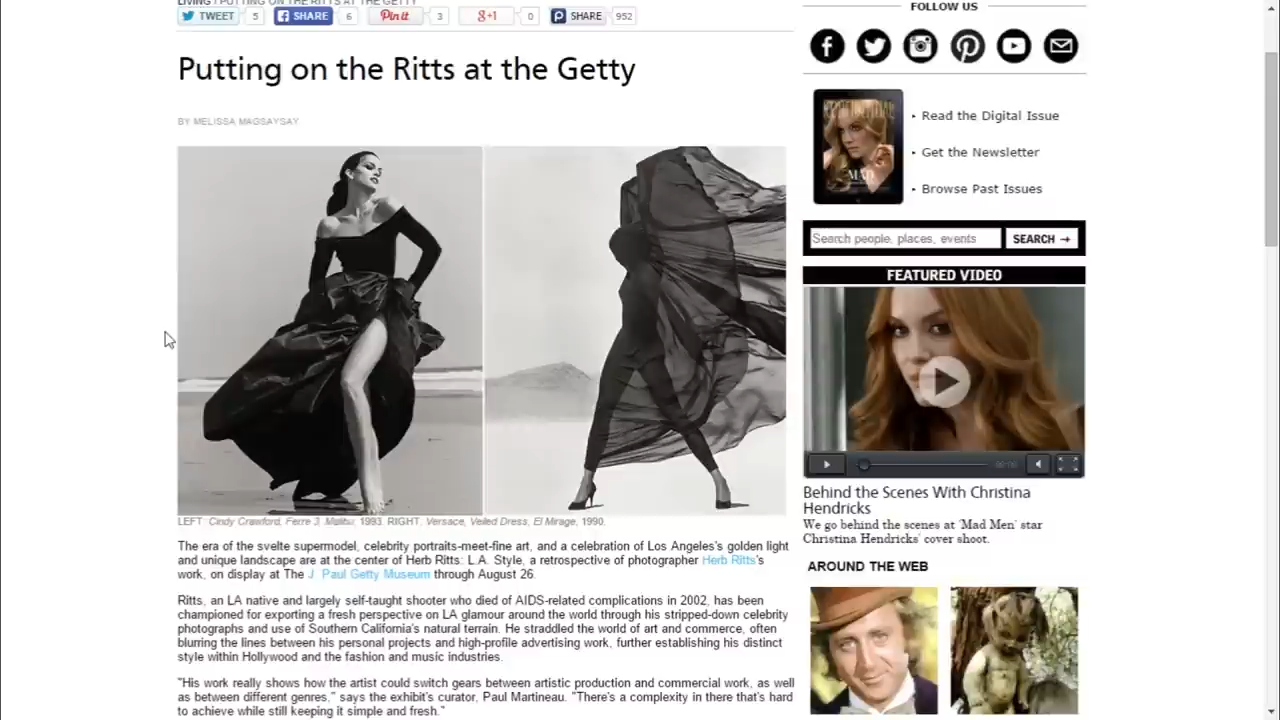 LIVING / PUTTING ON THE RITTS AT THE GETTY
TWEET 5 SHARE 6 Pin it 3 g+1 0 SHARE 952
Putting on the Ritts at the Getty
BY MELISSA MAGSAYSAY
LEFT: Cindy Crawford, Ferre 3, Malibu, 1993. RIGHT: Versace, Veiled Dress, El Mirage, 1990.
The era of the svelte supermodel, celebrity portraits-meet-fine art, and a celebration of Los Angeles's golden light
and unique landscape are at the center of Herb Ritts: L.A. Style, a retrospective of photographer Herb Ritts's
work, on display at The J. Paul Getty Museum through August 26.
Ritts, an LA native and largely self-taught shooter who died of AIDS-related complications in 2002, has been
championed for exporting a fresh perspective on LA glamour around the world through his stripped-down celebrity
photographs and use of Southern California's natural terrain. He straddled the world of art and commerce, often
blurring the lines between his personal projects and high-profile advertising work, further establishing his distinct
style within Hollywood and the fashion and music industries.
"His work really shows how the artist could switch gears between artistic production and commercial work, as well
as between different genres," says the exhibit's curator, Paul Martineau. "There's a complexity in there that's hard
to achieve while still keeping it simple and fresh."
FOLLOW US
MAD
Read the Digital Issue
Get the Newsletter
Browse Past Issues
Search people, places, events SEARCH →
FEATURED VIDEO
00:00
Behind the Scenes With Christina
Hendricks
We go behind the scenes at 'Mad Men' star
Christina Hendricks' cover shoot.
AROUND THE WEB